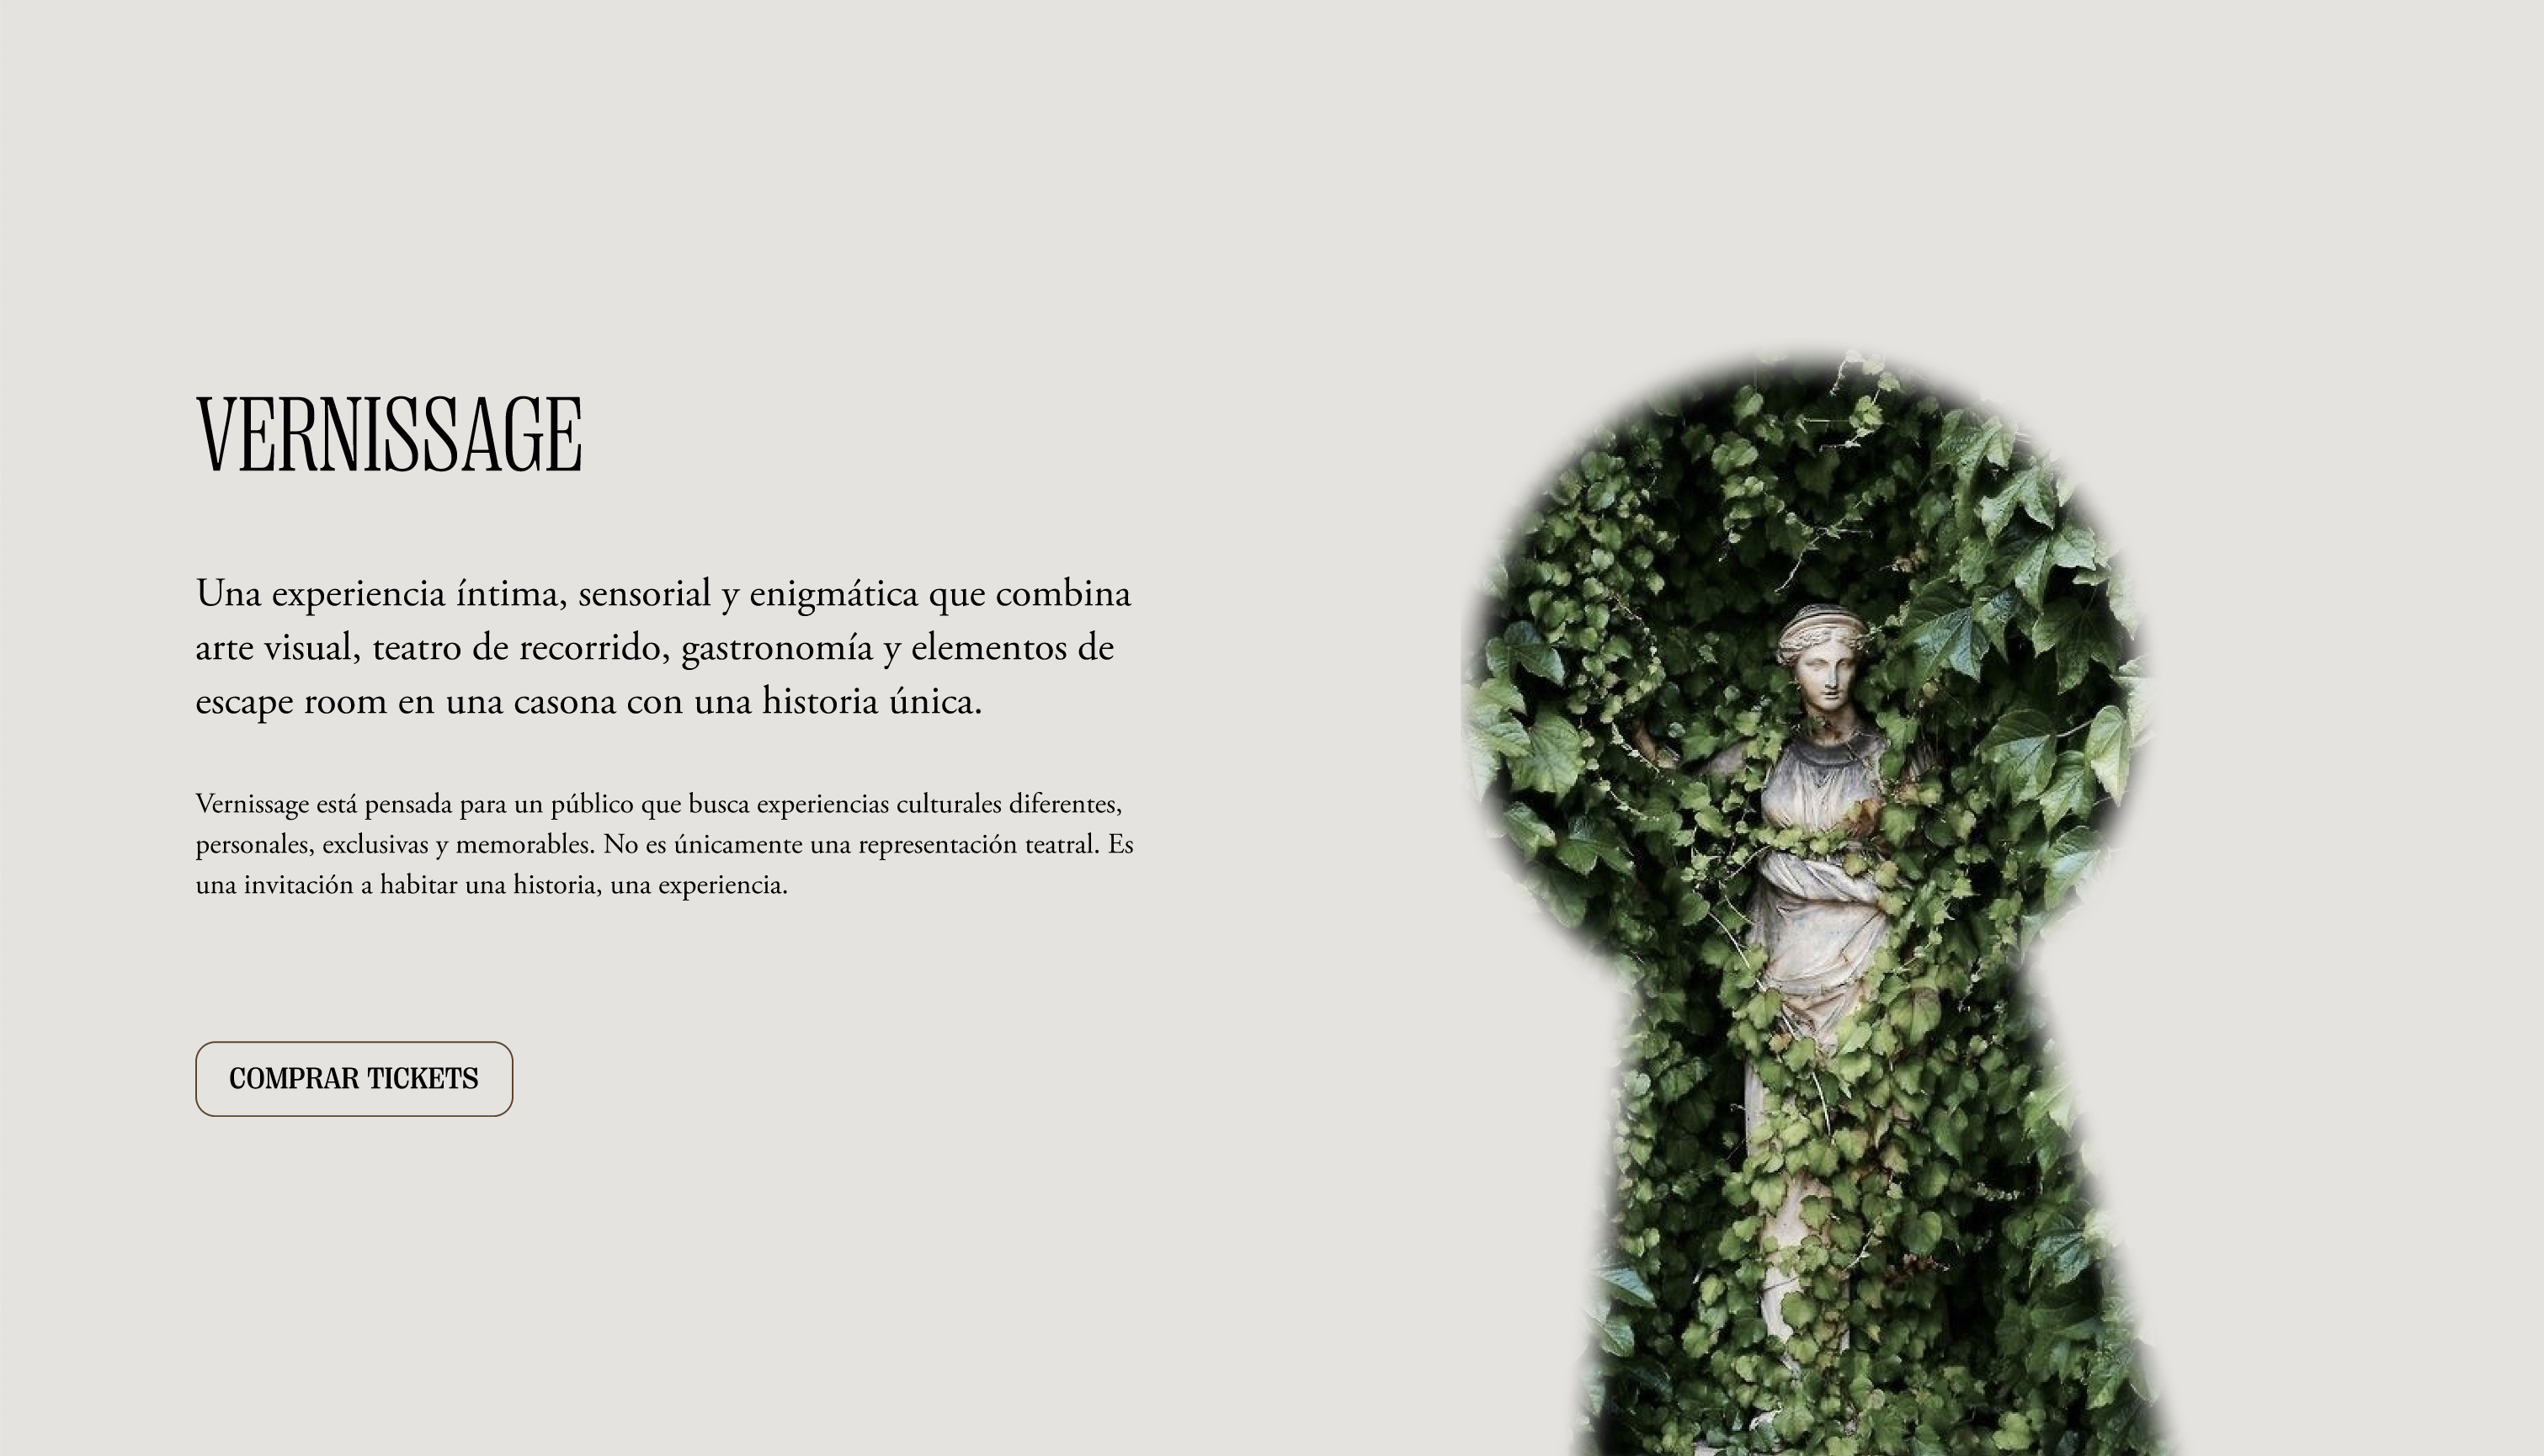 VERNISSAGE
Una experiencia íntima, sensorial y enigmática que combina
arte visual, teatro de recorrido, gastronomía y elementos de
escape room en una casona con una historia única.
Vernissage está pensada para un público que busca experiencias culturales diferentes,
personales, exclusivas y memorables. No es únicamente una representación teatral. Es
una invitación a habitar una historia, una experiencia.
COMPRAR TICKETS